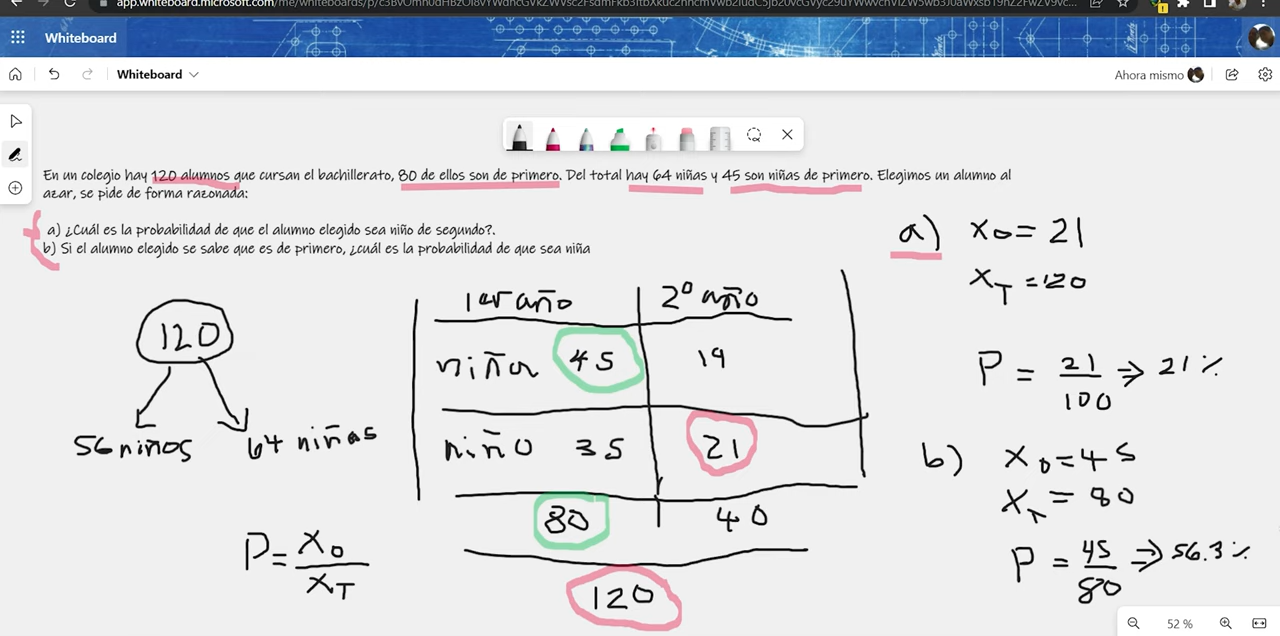 Whiteboard
Whiteboard
Ahora mismo
En un colegio hay 120 alumnos que cursan el bachillerato, 80 de ellos son de primero. Del total hay 64 niñas y 45 son niñas de primero. Elegimos un alumno al
azar, se pide de forma razonada:
a) ¿Cuál es la probabilidad de que el alumno elegido sea niño de segundo?.
b) Si el alumno elegido se sabe que es de primero, ¿cuál es la probabilidad de que sea niña
120
56 niños
64 niñas
P = xo / xT
1er año 2º año
niña 45 19
niño 35 21
80 40
120
a) xo = 21
xT = 120
P = 21/100 ⇒ 21 %
b) xo = 45
xT = 80
P = 45/80 ⇒ 56.3 %
52 %